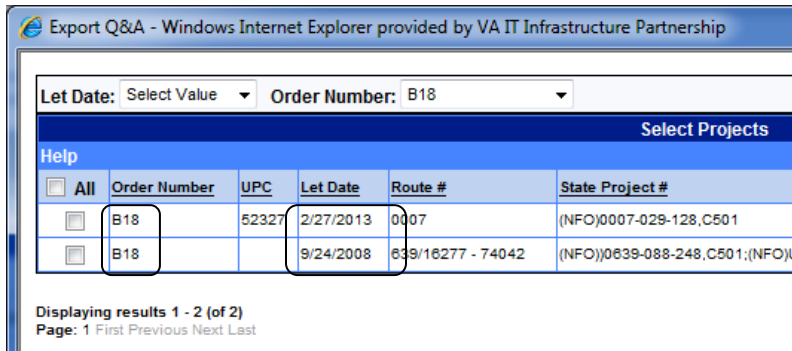 Export Q&A - Windows Internet Explorer provided by VA IT Infrastructure Partnership
Let Date: Select Value Order Number: B18
Select Projects
Help
All Order Number UPC Let Date Route # State Project #
B18 52327 2/27/2013 0007 (NFO)0007-029-128,C501
B18 9/24/2008 639/16277 - 74042 (NFO))0639-088-248,C501;(NFO)U
Displaying results 1 - 2 (of 2)
Page: 1 First Previous Next Last